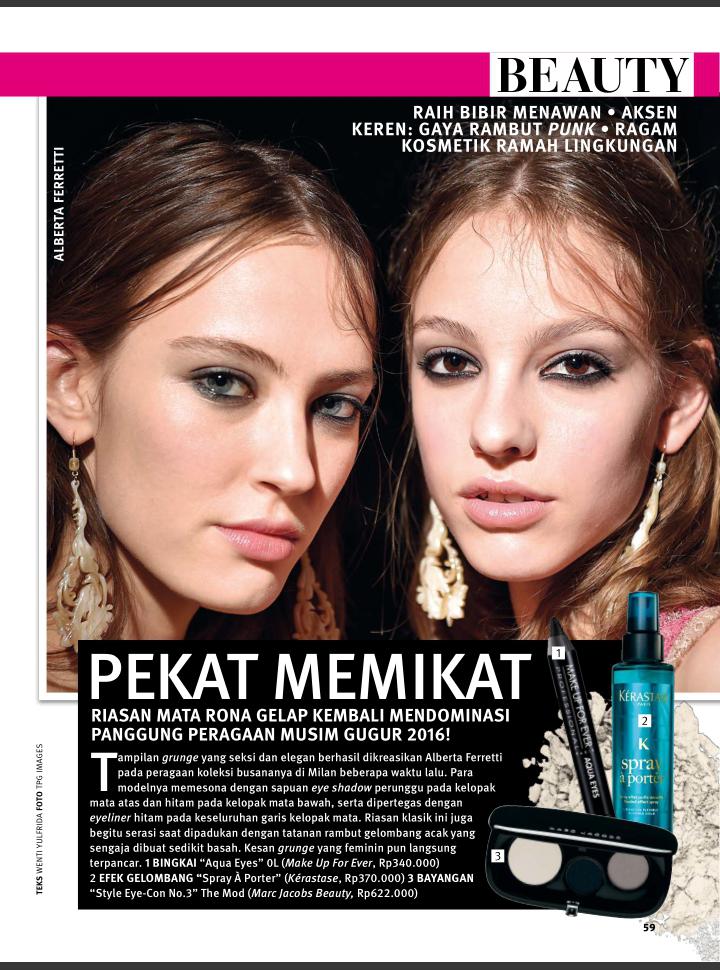 BEAUTY
RAIH BIBIR MENAWAN • AKSEN
KEREN: GAYA RAMBUT PUNK • RAGAM
KOSMETIK RAMAH LINGKUNGAN
ALBERTA FERRETTI
PEKAT MEMIKAT
RIASAN MATA RONA GELAP KEMBALI MENDOMINASI
PANGGUNG PERAGAAN MUSIM GUGUR 2016!
Tampilan grunge yang seksi dan elegan berhasil dikreasikan Alberta Ferretti
pada peragaan koleksi busananya di Milan beberapa waktu lalu. Para
modelnya memesona dengan sapuan eye shadow perunggu pada kelopak
mata atas dan hitam pada kelopak mata bawah, serta dipertegas dengan
eyeliner hitam pada keseluruhan garis kelopak mata. Riasan klasik ini juga
begitu serasi saat dipadukan dengan tatanan rambut gelombang acak yang
sengaja dibuat sedikit basah. Kesan grunge yang feminin pun langsung
terpancar. 1 BINGKAI “Aqua Eyes” 0L (Make Up For Ever, Rp340.000)
2 EFEK GELOMBANG “Spray À Porter” (Kérastase, Rp370.000) 3 BAYANGAN
“Style Eye-Con No.3” The Mod (Marc Jacobs Beauty, Rp622.000)
1
MAKE UP FOR EVER
PROFESSIONAL
AQUA EYES
KÉRASTAS
PARIS
2
K
spray
à porter
3
MARC JACOBS
TEKS WENTI YULFRIDA FOTO TPG IMAGES
59